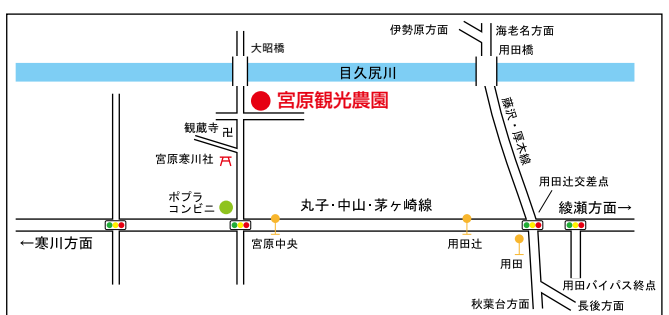 伊勢原方面
海老名方面
大昭橋
用田橋
目久尻川
宮原観光農園
藤沢・厚木線
観蔵寺
卍
宮原寒川社
用田辻交差点
ポプラ
コンビニ
丸子・中山・茅ヶ崎線
綾瀬方面→
←寒川方面
宮原中央
用田辻
用田
用田バイパス終点
秋葉台方面
長後方面